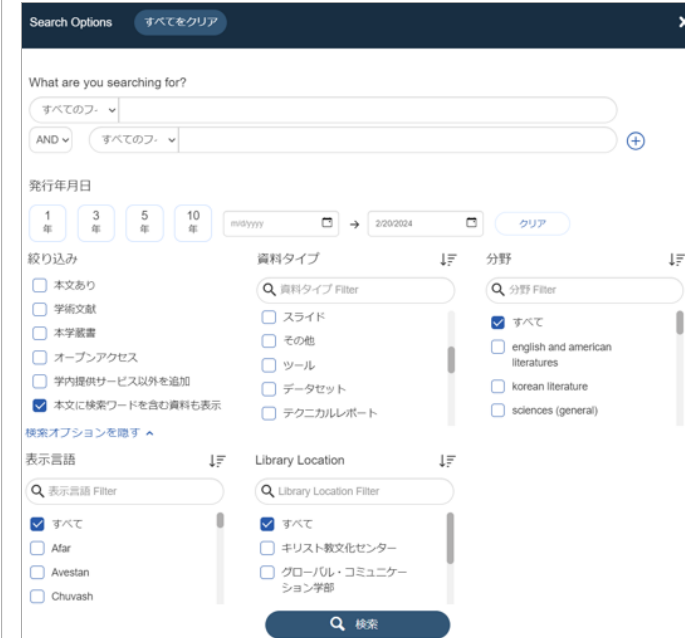 Search Options すべてをクリア
What are you searching for?
すべてのフ-
AND すべてのフ-
発行年月日
1年 3年 5年 10年 m/d/yyyy → 2/20/2024 クリア
絞り込み
本文あり
学術文献
本学蔵書
オープンアクセス
学内提供サービス以外を追加
本文に検索ワードを含む資料も表示
検索オプションを隠す
資料タイプ
資料タイプ Filter
スライド
その他
ツール
データセット
テクニカルレポート
分野
分野 Filter
すべて
english and american
literatures
korean literature
sciences (general)
表示言語
表示言語 Filter
すべて
Afar
Avestan
Chuvash
Library Location
Library Location Filter
すべて
キリスト教文化センター
グローバル・コミュニケー
ション学部
検索